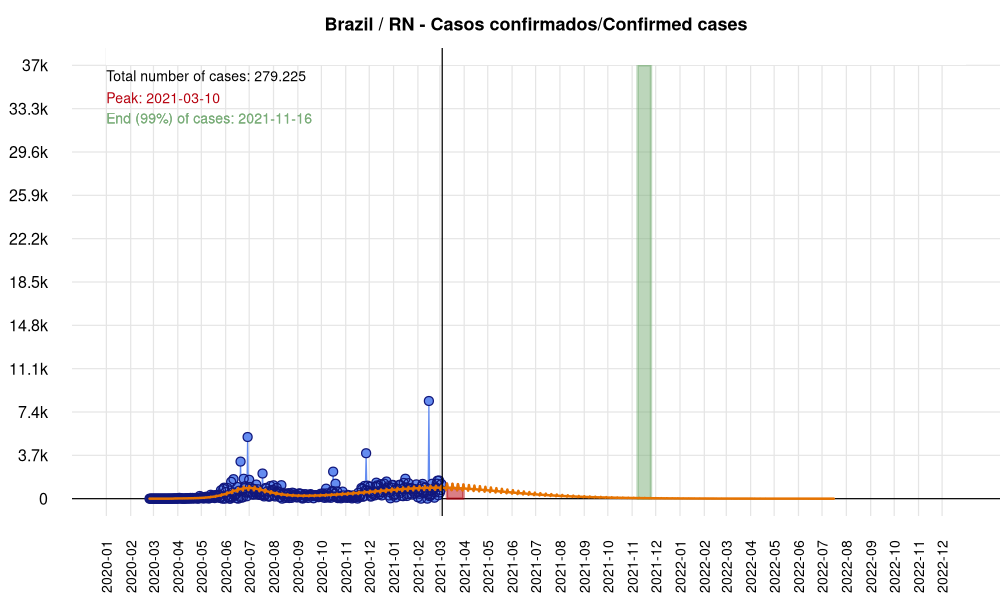 Brazil / RN - Casos confirmados/Confirmed cases
37k
Total number of cases: 279.225
Peak: 2021-03-10
End (99%) of cases: 2021-11-16
33.3k
29.6k
25.9k
22.2k
18.5k
14.8k
11.1k
7.4k
3.7k
0
2020-01
2020-02
2020-03
2020-04
2020-05
2020-06
2020-07
2020-08
2020-09
2020-10
2020-11
2020-12
2021-01
2021-02
2021-03
2021-04
2021-05
2021-06
2021-07
2021-08
2021-09
2021-10
2021-11
2021-12
2022-01
2022-02
2022-03
2022-04
2022-05
2022-06
2022-07
2022-08
2022-09
2022-10
2022-11
2022-12